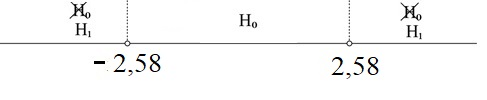 H₀ H₀ H₀
H₁ H₁
- 2,58 2,58